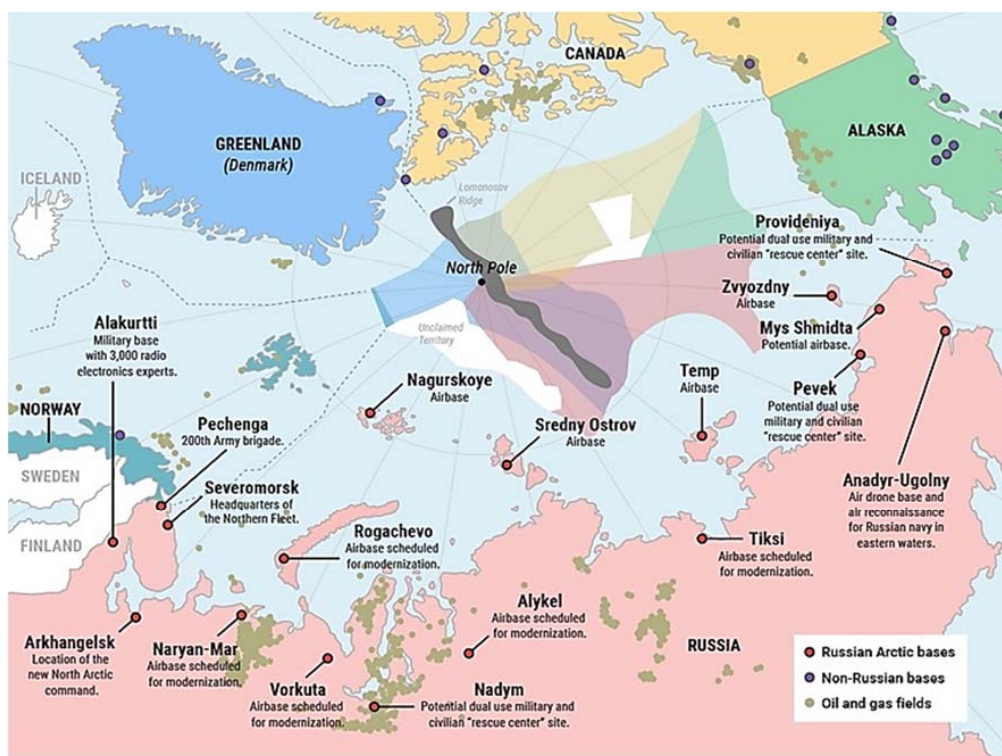 CANADA
GREENLAND
(Denmark)
ALASKA
ICELAND
Lomonosov
Ridge
North Pole
Unclaimed
Territory
Provideniya
Potential dual use military and
civilian “rescue center” site.
Zvyozdny
Airbase
Mys Shmidta
Potential airbase.
Pevek
Potential dual use
military and civilian
“rescue center” site.
Anadyr-Ugolny
Air drone base and
air reconnaissance
for Russian navy in
eastern waters.
Alakurtti
Military base
with 3,000 radio
electronics experts.
NORWAY
SWEDEN
FINLAND
Pechenga
200th Army brigade.
Severomorsk
Headquarters of
the Northern Fleet.
Nagurskoye
Airbase
Sredny Ostrov
Airbase
Temp
Airbase
Rogachevo
Airbase scheduled
for modernization.
Tiksi
Airbase scheduled
for modernization.
Arkhangelsk
Location of the
new North Arctic
command.
Naryan-Mar
Airbase scheduled
for modernization.
Vorkuta
Airbase scheduled
for modernization.
Alykel
Airbase scheduled
for modernization.
Nadym
Potential dual use military and
civilian “rescue center” site.
RUSSIA
Russian Arctic bases
Non-Russian bases
Oil and gas fields